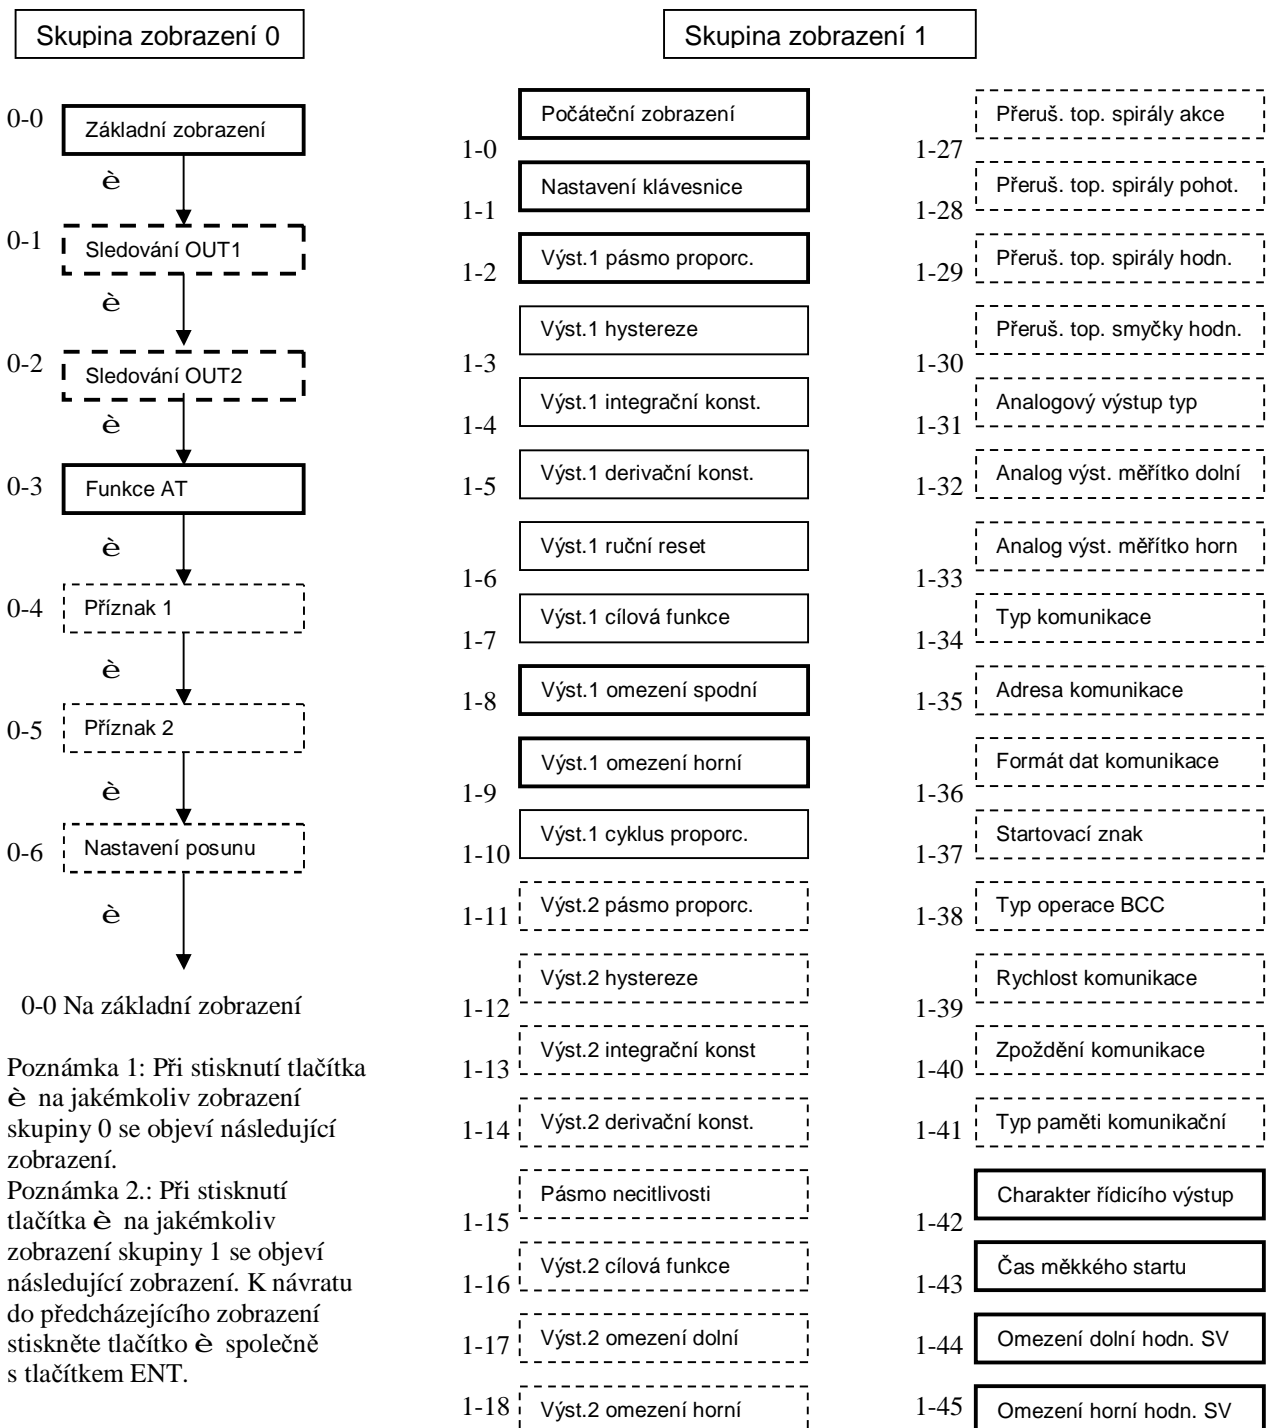 Skupina zobrazení 0
0-0 Základní zobrazení
è
0-1 Sledování OUT1
è
0-2 Sledování OUT2
è
0-3 Funkce AT
è
0-4 Příznak 1
è
0-5 Příznak 2
è
0-6 Nastavení posunu
è
0-0 Na základní zobrazení
Poznámka 1: Při stisknutí tlačítka
è na jakémkoliv zobrazení
skupiny 0 se objeví následující
zobrazení.
Poznámka 2.: Při stisknutí
tlačítka è na jakémkoliv
zobrazení skupiny 1 se objeví
následující zobrazení. K návratu
do předcházejícího zobrazení
stiskněte tlačítko è společně
s tlačítkem ENT.
Skupina zobrazení 1
1-0 Počáteční zobrazení
1-1 Nastavení klávesnice
1-2 Výst.1 pásmo proporc.
1-3 Výst.1 hystereze
1-4 Výst.1 integrační konst.
1-5 Výst.1 derivační konst.
1-6 Výst.1 ruční reset
1-7 Výst.1 cílová funkce
1-8 Výst.1 omezení spodní
1-9 Výst.1 omezení horní
1-10 Výst.1 cyklus proporc.
1-11 Výst.2 pásmo proporc.
1-12 Výst.2 hystereze
1-13 Výst.2 integrační konst
1-14 Výst.2 derivační konst.
1-15 Pásmo necitlivosti
1-16 Výst.2 cílová funkce
1-17 Výst.2 omezení dolní
1-18 Výst.2 omezení horní
1-27 Přeruš. top. spirály akce
1-28 Přeruš. top. spirály pohot.
1-29 Přeruš. top. spirály hodn.
1-30 Přeruš. top. smyčky hodn.
1-31 Analogový výstup typ
1-32 Analog výst. měřítko dolní
1-33 Analog výst. měřítko horn
1-34 Typ komunikace
1-35 Adresa komunikace
1-36 Formát dat komunikace
1-37 Startovací znak
1-38 Typ operace BCC
1-39 Rychlost komunikace
1-40 Zpoždění komunikace
1-41 Typ paměti komunikační
1-42 Charakter řídicího výstup
1-43 Čas měkkého startu
1-44 Omezení dolní hodn. SV
1-45 Omezení horní hodn. SV